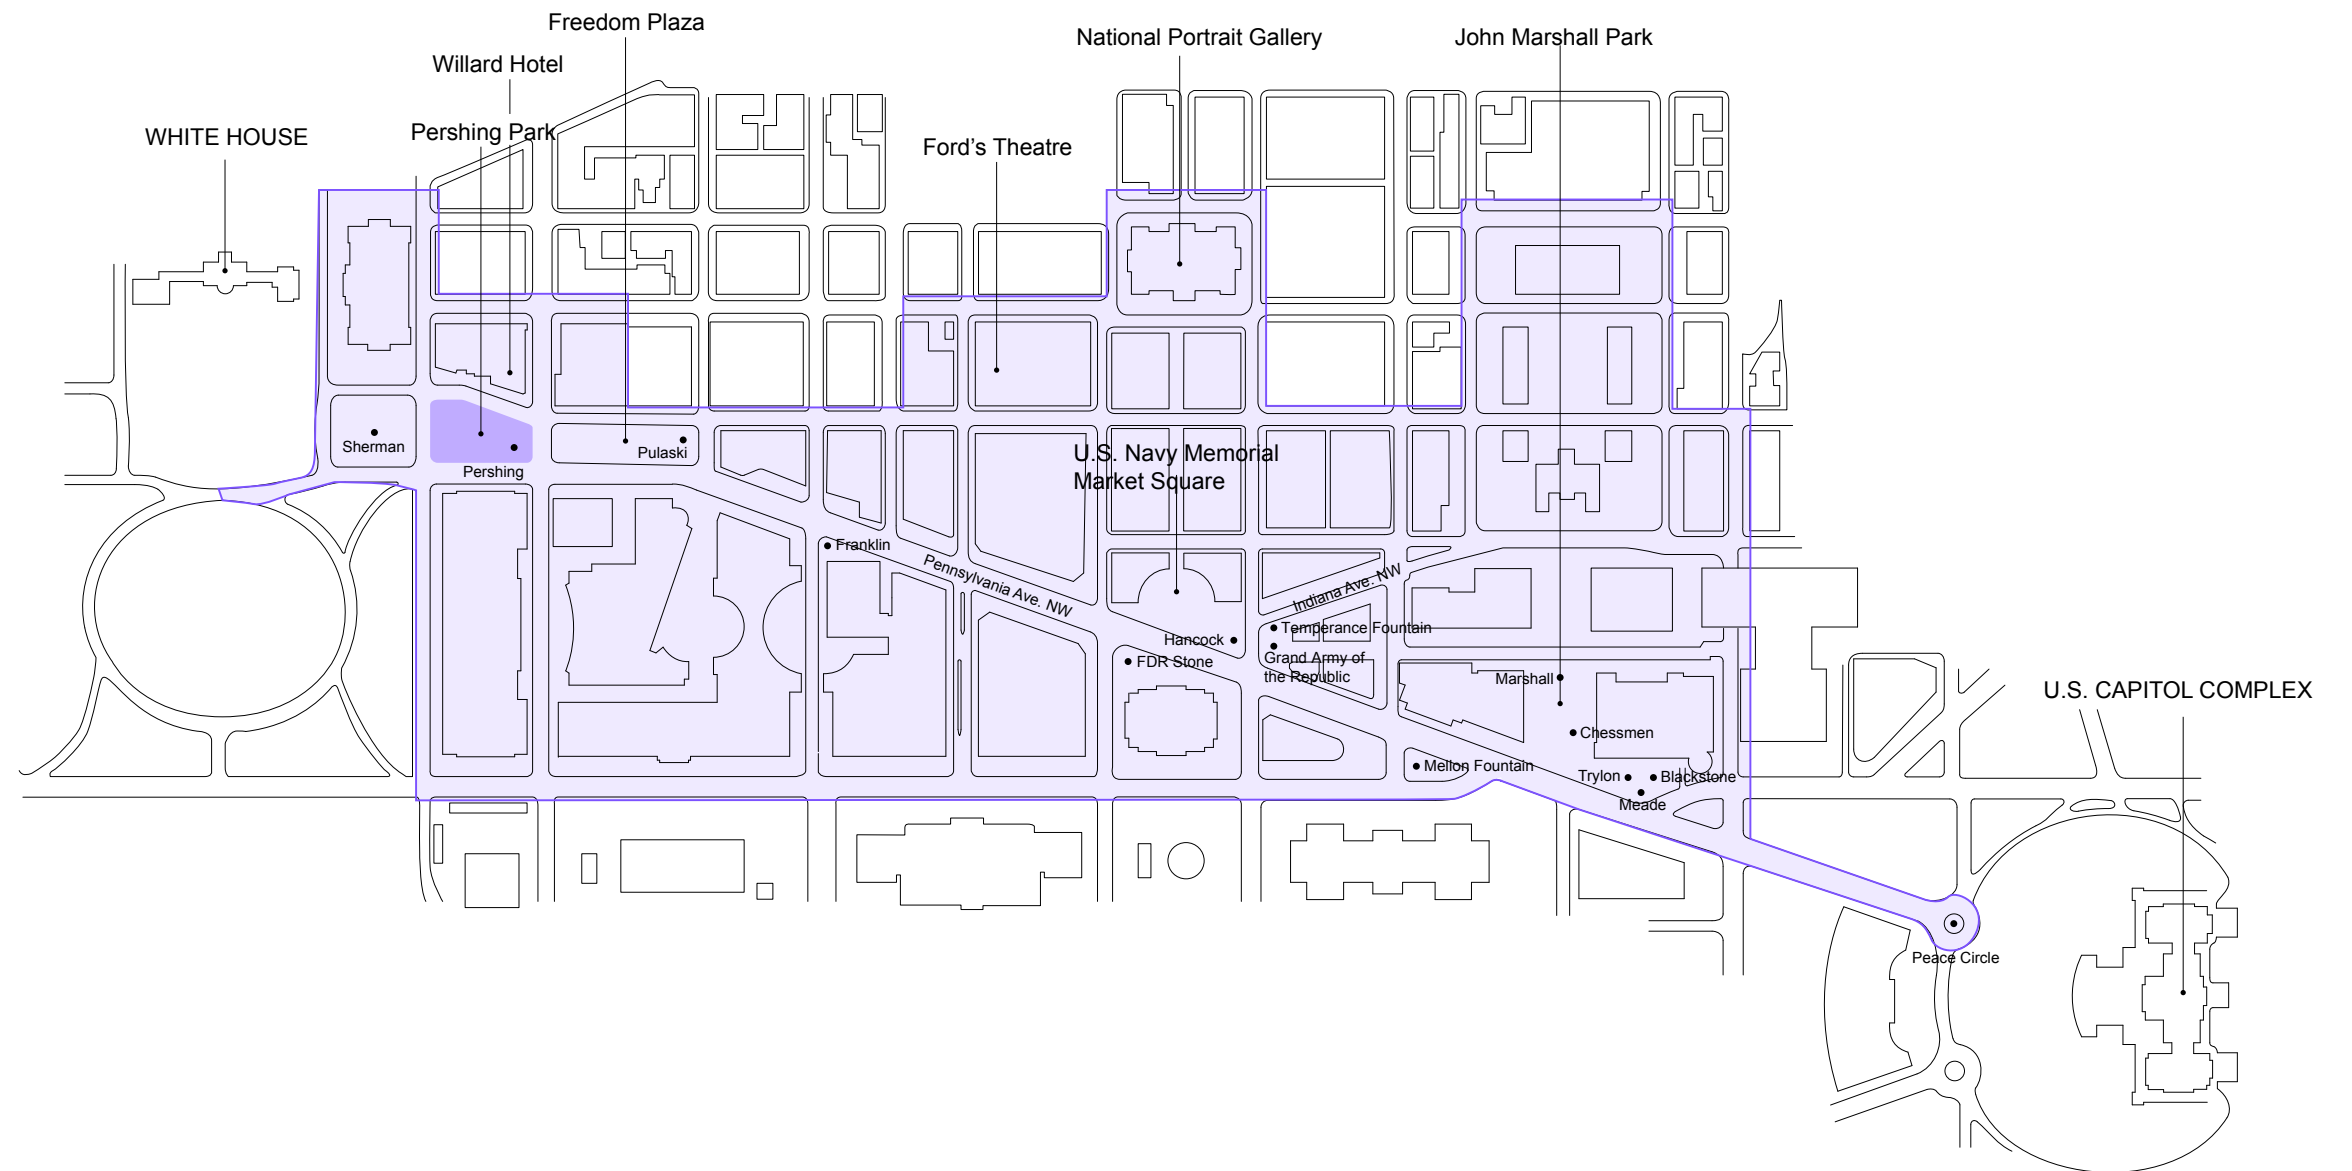 Freedom Plaza
National Portrait Gallery
John Marshall Park
Willard Hotel
Pershing Park
WHITE HOUSE
Ford’s Theatre
Sherman
Pulaski
Pershing
U.S. Navy Memorial
Market Square
Franklin
Pennsylvania Ave. NW
Indiana Ave. NW
Temperance Fountain
Hancock
Grand Army of
the Republic
FDR Stone
Marshall
U.S. CAPITOL COMPLEX
Chessmen
Mellon Fountain
Trylon
Blackstone
Meade
Peace Circle